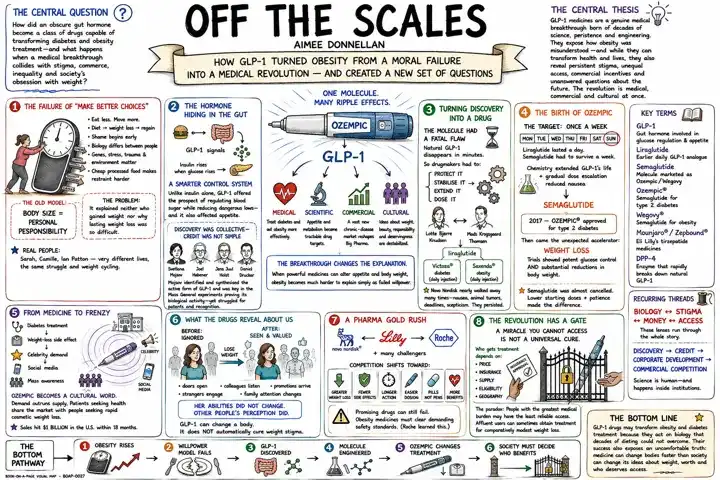 THE CENTRAL QUESTION
?
How did an obscure gut hormone
become a class of drugs capable of
transforming diabetes and obesity
treatment—and what happens
when a medical breakthrough
collides with stigma, commerce,
inequality and society's
obsession with weight?
OFF THE SCALES
AIMEE DONNELLAN
HOW GLP-1 TURNED OBESITY FROM A MORAL FAILURE
INTO A MEDICAL REVOLUTION — AND CREATED A NEW SET OF QUESTIONS
THE CENTRAL THESIS
GLP-1 medicines are a genuine medical
breakthrough born of decades of
science, persistence and engineering.
They expose how obesity was
misunderstood—and while they can
transform health and lives, they also
reveal persistent stigma, unequal
access, commercial incentives and
unanswered questions about the
future. The revolution is medical,
commercial and cultural at once.
1 THE FAILURE OF "MAKE BETTER CHOICES"
• Eat less. Move more.
• Diet → weight loss → regain
• Shame begins early
• Biology differs between people
• Genes, stress, trauma &
environment matter
• Cheap processed food makes
restraint harder
THE OLD MODEL:
BODY SIZE =
PERSONAL
RESPONSIBILITY
THE PROBLEM:
It explained neither who
gained weight nor why
lasting weight loss was
so difficult.
REAL PEOPLE:
Sarah, Camille, Ian Patton — very different lives,
the same struggle and weight cycling.
2 THE HORMONE
HIDING IN THE GUT
GLP-1 signals
Insulin rises
when glucose rises
A SMARTER CONTROL SYSTEM
Unlike insulin, GLP-1 offered the
prospect of regulating blood
sugar while reducing dangerous
lows—and it also affected appetite.
DISCOVERY WAS COLLECTIVE—
CREDIT WAS NOT
Svetlana
Mojsov
Joel
Habener
Jens Juul
Holst
Daniel
Drucker
Mojsov identified and synthesized the
active form of GLP-1 and was key in the
Mass General experiments proving its
biological activity—yet struggled for
patents and recognition.
ONE MOLECULE.
MANY RIPPLE EFFECTS.
OZEMPIC
GLP-1
MEDICAL
Treat diabetes and
aid obesity more
effectively.
SCIENTIFIC
Appetite and
metabolism become
druggable
targets.
COMMERCIAL
A vast new
chronic-disease
market reshapes
Big Pharma.
CULTURAL
Ideas about weight,
beauty, responsibility
and deservingness
are destabilized.
THE BREAKTHROUGH CHANGES THE EXPLANATION.
When powerful medicines can alter appetite and body weight,
obesity becomes much harder to explain simply as failed willpower.
3 TURNING DISCOVERY
INTO A DRUG
THE MOLECULE HAD
A FATAL FLAW
Natural GLP-1
disappears in minutes.
So drugmakers had to:
PROTECT IT
STABILISE IT
EXTEND IT
DOSE IT
Lotte Bjerre
Knudsen
Mads Krogsgaard
Thomsen
liraglutide
Victoza®
diabetes
(daily injection)
Saxenda®
obesity
(daily injection)
Novo Nordisk nearly walked away
many times—nausea, animal tumors,
deadlines, suspicion. They persisted.
4 THE BIRTH OF OZEMPIC
THE TARGET: ONCE A WEEK
MON TUE WED THU FRI SAT SUN
Liraglutide lasted a day.
Semaglutide had to survive a week.
Chemistry extended GLP-1's life
+ gradual dose escalation
reduced nausea
SEMAGLUTIDE
2017 — OZEMPIC® approved
for type 2 diabetes
Then came the unexpected accelerator:
WEIGHT LOSS
Trials showed potent glucose control
AND substantial reductions
in body weight.
Semaglutide was almost cancelled.
Lower starting doses + patience
made the difference.
KEY TERMS
GLP-1
Gut hormone involved in
glucose regulation & appetite
Liraglutide
Earlier daily GLP-1 analogue
Semaglutide
Molecule marketed as
Ozempic/Wegovy
Ozempic®
Semaglutide for
type 2 diabetes
Wegovy®
Semaglutide for obesity
Mounjaro® / Zepbound®
Eli Lilly's tirzepatide
medicines
DPP-4
Enzyme that rapidly
breaks down natural
GLP-1
RECURRING THREADS
BIOLOGY ↔ STIGMA
↔ MONEY ↔ ACCESS
These lenses run through
the whole story.
DISCOVERY → CREDIT →
CORPORATE DEVELOPMENT →
COMMERCIAL COMPETITION
Science is human—and
happens inside institutions.
5 FROM MEDICINE TO FRENZY
Diabetes treatment
Weight-loss side effect
Celebrity demand
Social media
Mass awareness
CELEBRITY
SOCIAL
MEDIA
OZEMPIC BECOMES A CULTURAL WORD.
Demand outruns supply. Patients seeking health
share the market with people seeking rapid
cosmetic weight loss.
Sales hit $1 BILLION in the U.S. within 18 months.
6 WHAT THE DRUGS REVEAL ABOUT US
BEFORE:
IGNORED
LOSE
WEIGHT
AFTER:
SEEN & VALUED
• doors open
• colleagues listen
• promotions arrive
• strangers engage
• family attention changes
HER ABILITIES DID NOT CHANGE.
OTHER PEOPLE'S PERCEPTION DID.
GLP-1 can change a body.
It does NOT automatically cure weight stigma.
7 A PHARMA GOLD RUSH
novo nordisk®
Lilly
Roche
+ many challengers
COMPETITION SHIFTS TOWARD:
GREATER
WEIGHT LOSS
FEWER
SIDE EFFECTS
LONGER
ACTION
EASIER
DOSING
PILLS
NOT PENS
MORE
BENEFITS
Promising drugs can still fail.
Obesity medicines must clear demanding
safety standards. (Roche learned this.)
8 THE REVOLUTION HAS A GATE
A MIRACLE YOU CANNOT ACCESS
IS NOT A UNIVERSAL CURE.
Who gets treatment
depends on:
• PRICE
• INSURANCE
• SUPPLY
• ELIGIBILITY
• GEOGRAPHY
The paradox: People with the greatest medical
burden may have the least reliable access.
Affluent users can sometimes obtain treatment
for comparatively modest weight loss.
THE BOTTOM LINE
GLP-1 drugs may transform obesity and diabetes
treatment because they act on biology that
decades of dieting could not overcome. Their
success also exposes an uncomfortable truth:
medicine can change bodies faster than society
can change its ideas about weight, worth and
who deserves access.
THE
BOTTOM
PATHWAY
1 OBESITY RISES
2 WILLPOWER
MODEL FAILS
3 GLP-1
DISCOVERED
4 MOLECULE
ENGINEERED
5 OZEMPIC CHANGES
TREATMENT
6 SOCIETY MUST DECIDE
WHO BENEFITS
BOOK-ON-A-PAGE VISUAL MAP · BOAP-0027